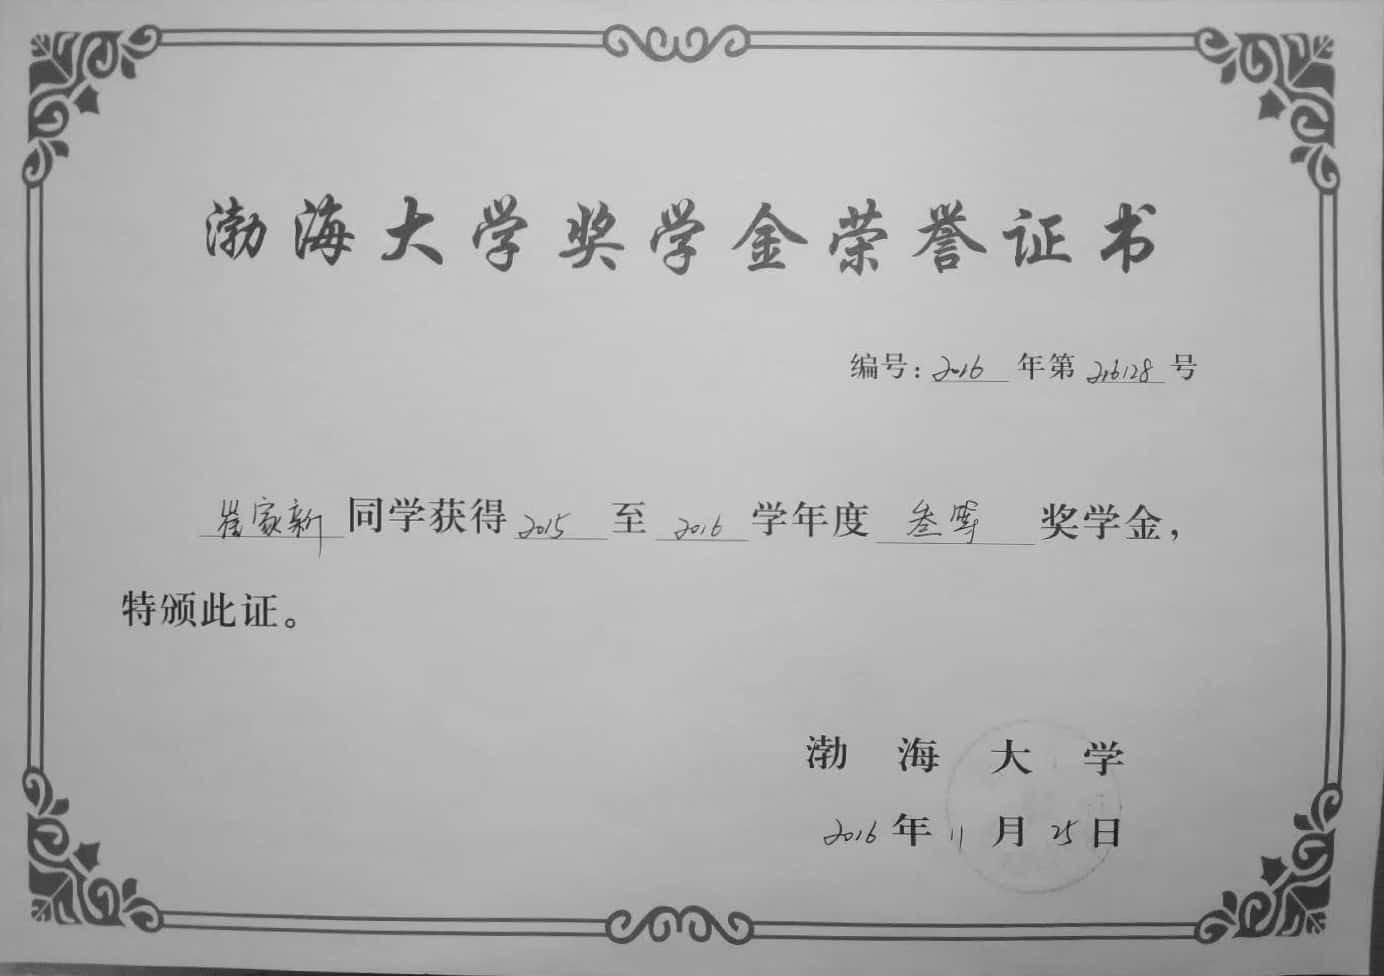 渤海大学奖学金荣誉证书
编号：2016 年第 2016128 号
崔家新 同学获得 2015 至 2016 学年度 叁等 奖学金，
特颁此证。
渤海大学
2016 年 11 月 25 日